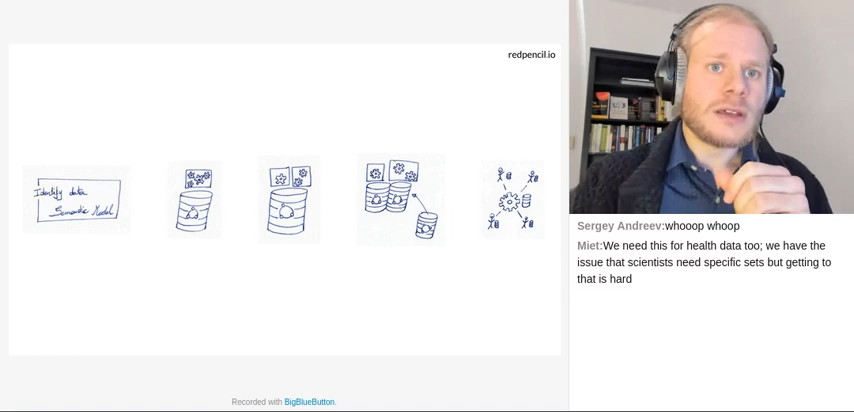 redpencil.io
Identify data
Semantic Model
Sergey Andreev:whooop whoop
Miet:We need this for health data too; we have the
issue that scientists need specific sets but getting to
that is hard
Recorded with BigBlueButton.